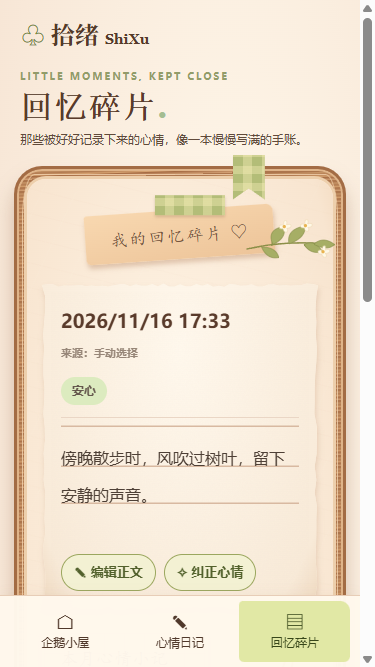 拾绪 ShiXu
LITTLE MOMENTS, KEPT CLOSE
回忆碎片。
那些被好好记录下来的心情，像一本慢慢写满的手账。
我的回忆碎片 ♡
2026/11/16 17:33
来源：手动选择
安心
傍晚散步时，风吹过树叶，留下
安静的声音。
✎ 编辑正文 ✧ 纠正心情
企鹅小屋 心情日记 回忆碎片